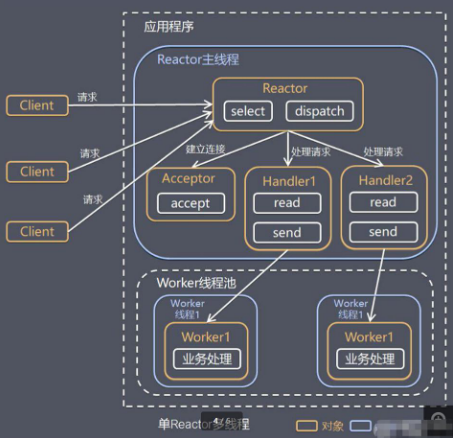 应用程序
Reactor主线程
Reactor
select
dispatch
Client
请求
Client
请求
Client
请求
建立连接
处理请求
处理请求
Acceptor
accept
Handler1
read
send
Handler2
read
send
Worker线程池
Worker
线程1
Worker1
业务处理
Worker
线程1
Worker1
业务处理
单Reactor多线程
对象